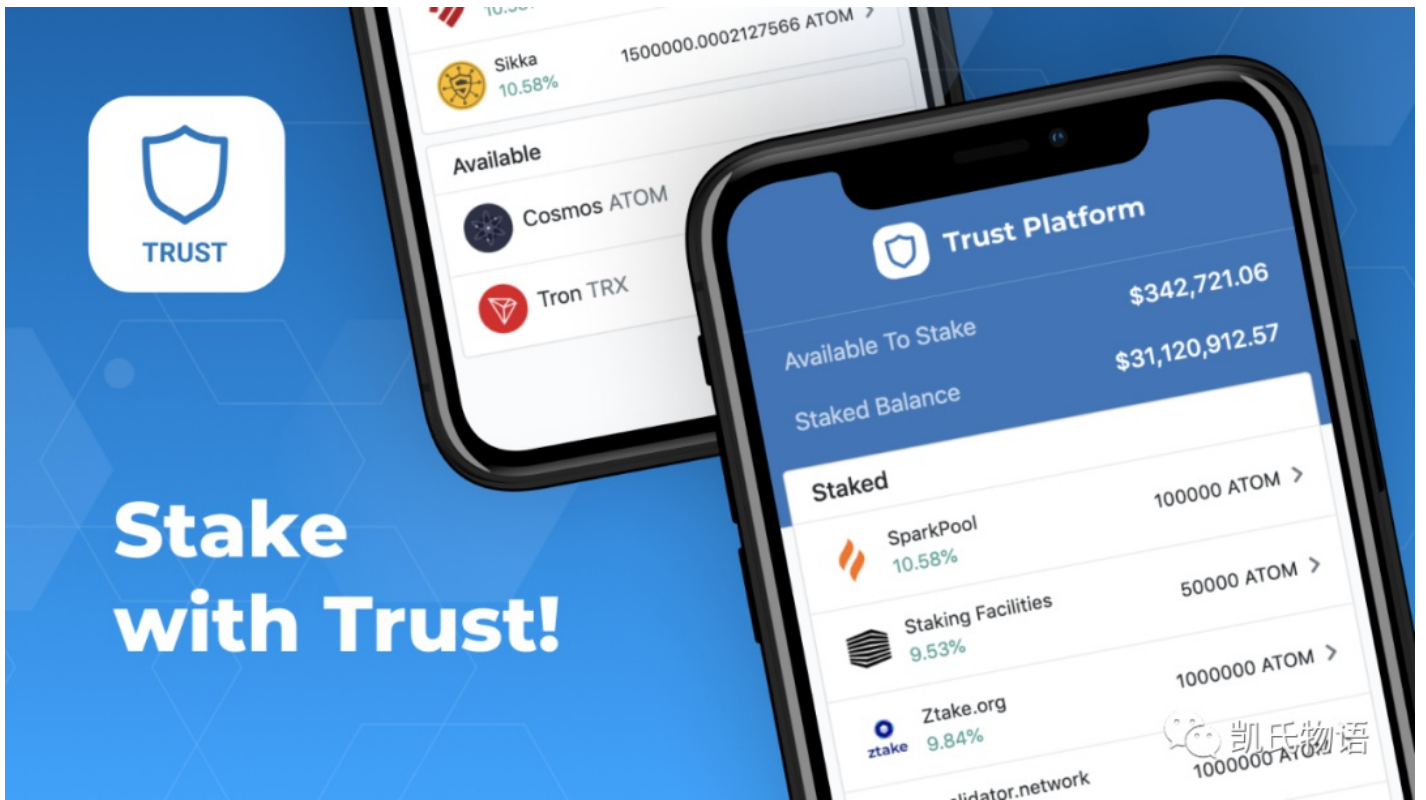 TRUST
Stake
with Trust!
Sikka
10.58%
1500000.0002127566 ATOM
Available
Cosmos ATOM
Tron TRX
Trust Platform
Available To Stake
$342,721.06
Staked Balance
$31,120,912.57
Staked
SparkPool
10.58%
100000 ATOM
Staking Facilities
9.53%
50000 ATOM
ztake
Ztake.org
9.84%
1000000 ATOM
1000000 ATOM
凯氏物语